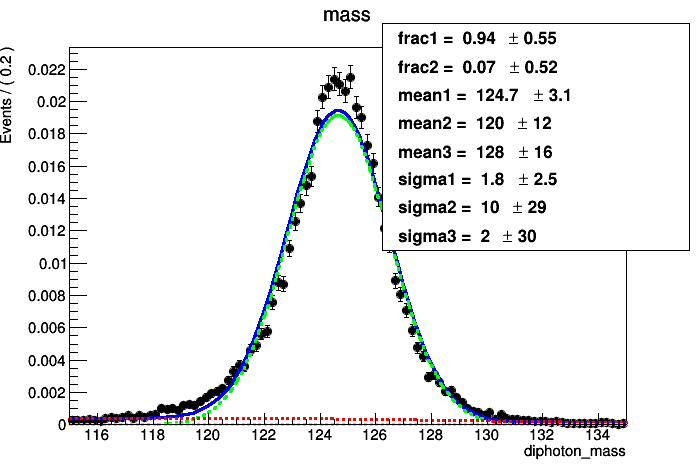 mass
frac1 = 0.94 ± 0.55
frac2 = 0.07 ± 0.52
mean1 = 124.7 ± 3.1
mean2 = 120 ± 12
mean3 = 128 ± 16
sigma1 = 1.8 ± 2.5
sigma2 = 10 ± 29
sigma3 = 2 ± 30
Events / ( 0.2 )
0.022
0.02
0.018
0.016
0.014
0.012
0.01
0.008
0.006
0.004
0.002
0
116 118 120 122 124 126 128 130 132 134
diphoton_mass